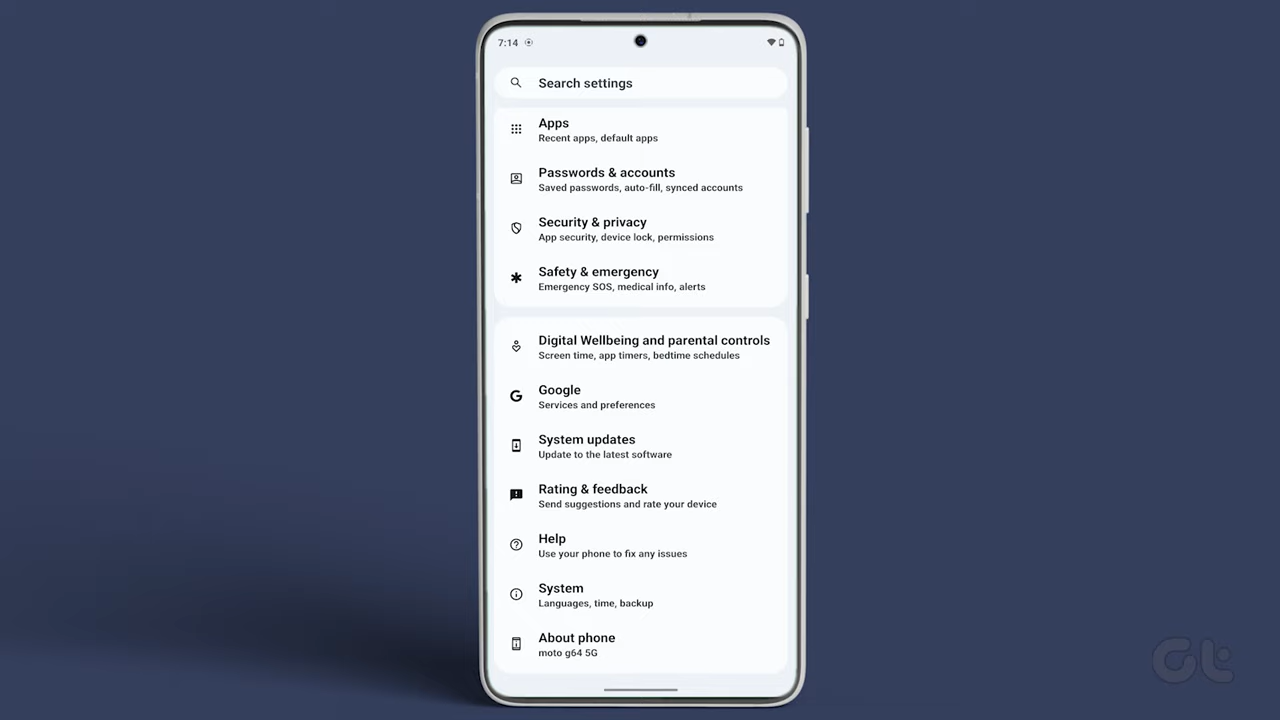 7:14
Search settings
Apps
Recent apps, default apps
Passwords & accounts
Saved passwords, auto-fill, synced accounts
Security & privacy
App security, device lock, permissions
Safety & emergency
Emergency SOS, medical info, alerts
Digital Wellbeing and parental controls
Screen time, app timers, bedtime schedules
Google
Services and preferences
System updates
Update to the latest software
Rating & feedback
Send suggestions and rate your device
Help
Use your phone to fix any issues
System
Languages, time, backup
About phone
moto g64 5G
Gt